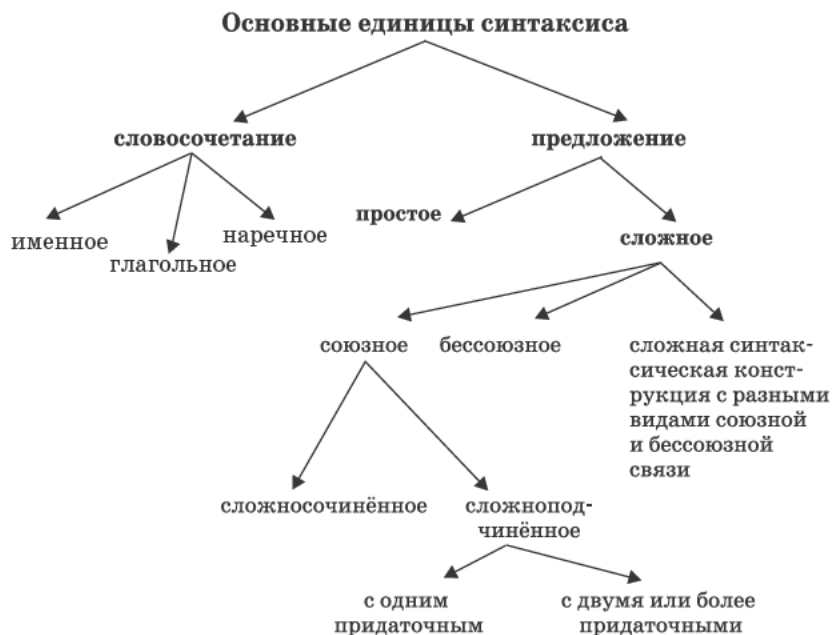 Основные единицы синтаксиса
словосочетание
предложение
именное
глагольное
наречное
простое
сложное
союзное
бессоюзное
сложная синтак-
сическая конст-
рукция с разными
видами союзной
и бессоюзной
связи
сложносочинённое
сложнопод-
чинённое
с одним
придаточным
с двумя или более
придаточными